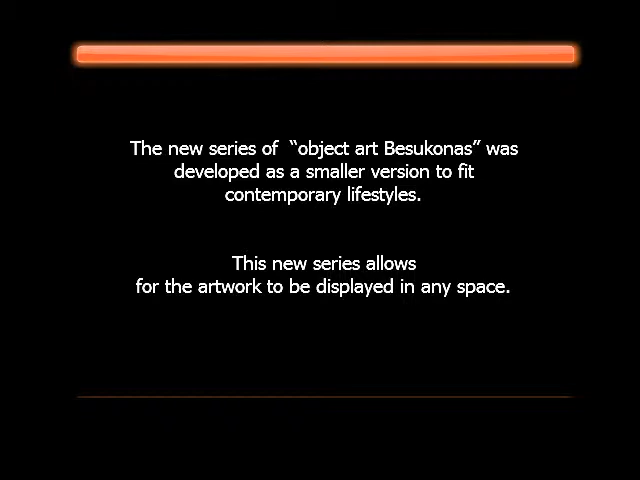 The new series of “object art Besukonas” was
developed as a smaller version to fit
contemporary lifestyles.
This new series allows
for the artwork to be displayed in any space.